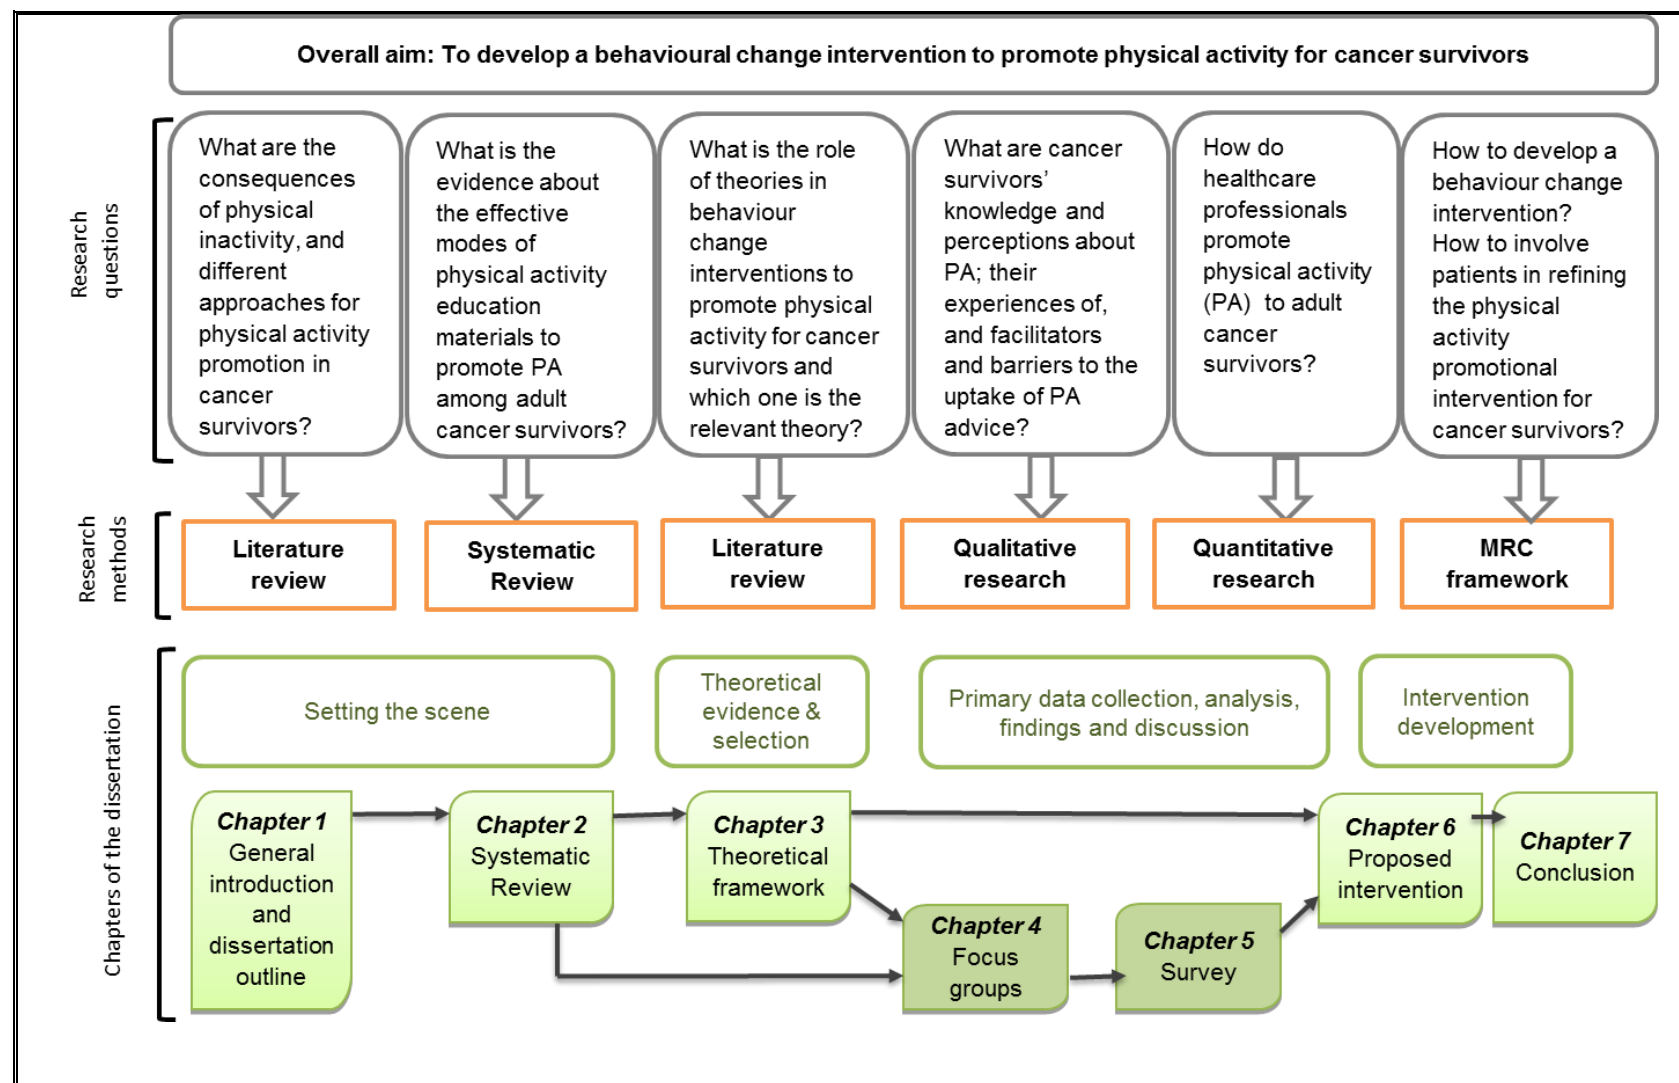 Overall aim: To develop a behavioural change intervention to promote physical activity for cancer survivors
Research
questions
What are the
consequences
of physical
inactivity, and
different
approaches for
physical activity
promotion in
cancer
survivors?
What is the
evidence about
the effective
modes of
physical activity
education
materials to
promote PA
among adult
cancer survivors?
What is the role
of theories in
behaviour
change
interventions to
promote physical
activity for cancer
survivors and
which one is the
relevant theory?
What are cancer
survivors’
knowledge and
perceptions about
PA; their
experiences of,
and facilitators
and barriers to the
uptake of PA
advice?
How do
healthcare
professionals
promote
physical activity
(PA) to adult
cancer
survivors?
How to develop a
behaviour change
intervention?
How to involve
patients in refining
the physical
activity
promotional
intervention for
cancer survivors?
Research
methods
Literature
review
Systematic
Review
Literature
review
Qualitative
research
Quantitative
research
MRC
framework
Chapters of the dissertation
Setting the scene
Theoretical
evidence &
selection
Primary data collection, analysis,
findings and discussion
Intervention
development
Chapter 1
General
introduction
and
dissertation
outline
Chapter 2
Systematic
Review
Chapter 3
Theoretical
framework
Chapter 4
Focus
groups
Chapter 5
Survey
Chapter 6
Proposed
intervention
Chapter 7
Conclusion